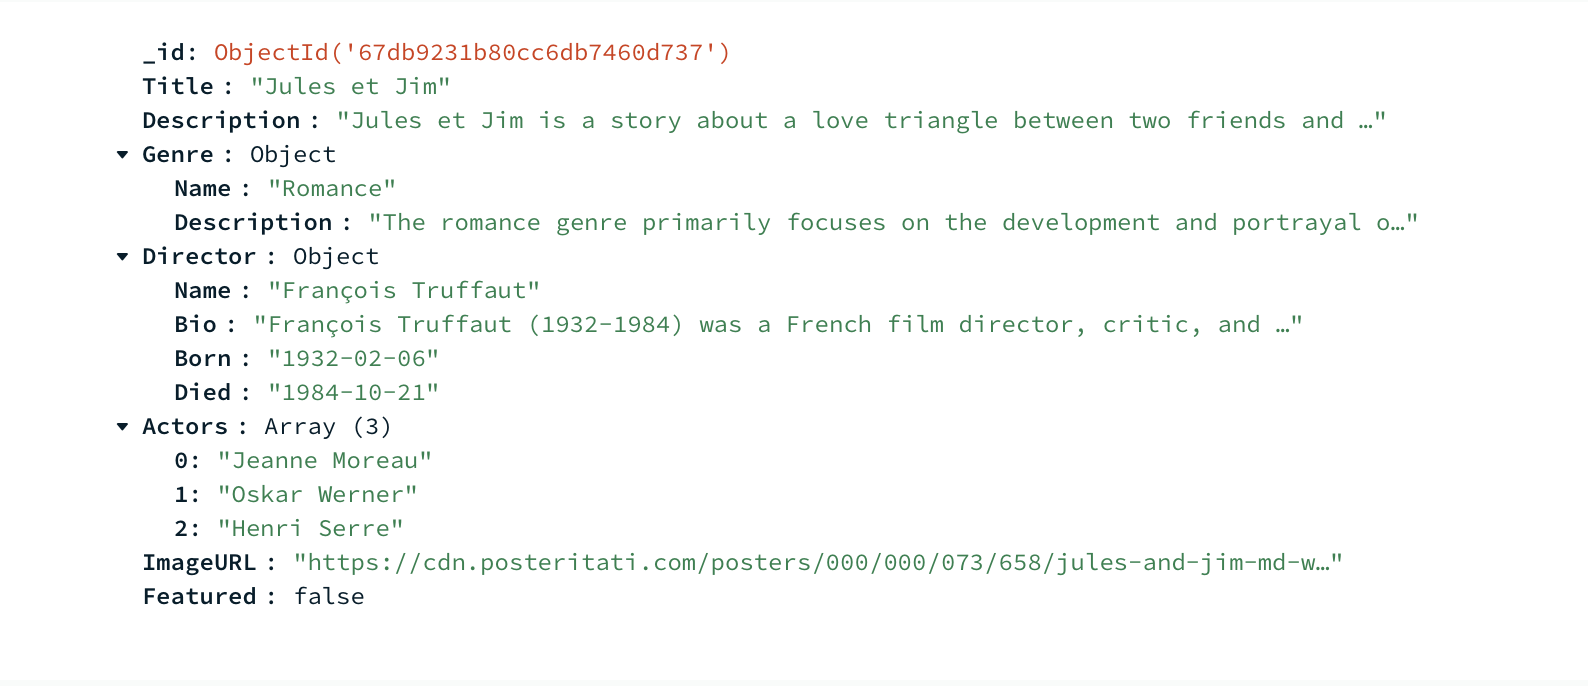 _id: ObjectId('67db9231b80cc6db7460d737')
Title : "Jules et Jim"
Description : "Jules et Jim is a story about a love triangle between two friends and …"
Genre : Object
Name : "Romance"
Description : "The romance genre primarily focuses on the development and portrayal o…"
Director : Object
Name : "François Truffaut"
Bio : "François Truffaut (1932-1984) was a French film director, critic, and …"
Born : "1932-02-06"
Died : "1984-10-21"
Actors : Array (3)
0: "Jeanne Moreau"
1: "Oskar Werner"
2: "Henri Serre"
ImageURL : "https://cdn.posteritati.com/posters/000/000/073/658/jules-and-jim-md-w…"
Featured : false